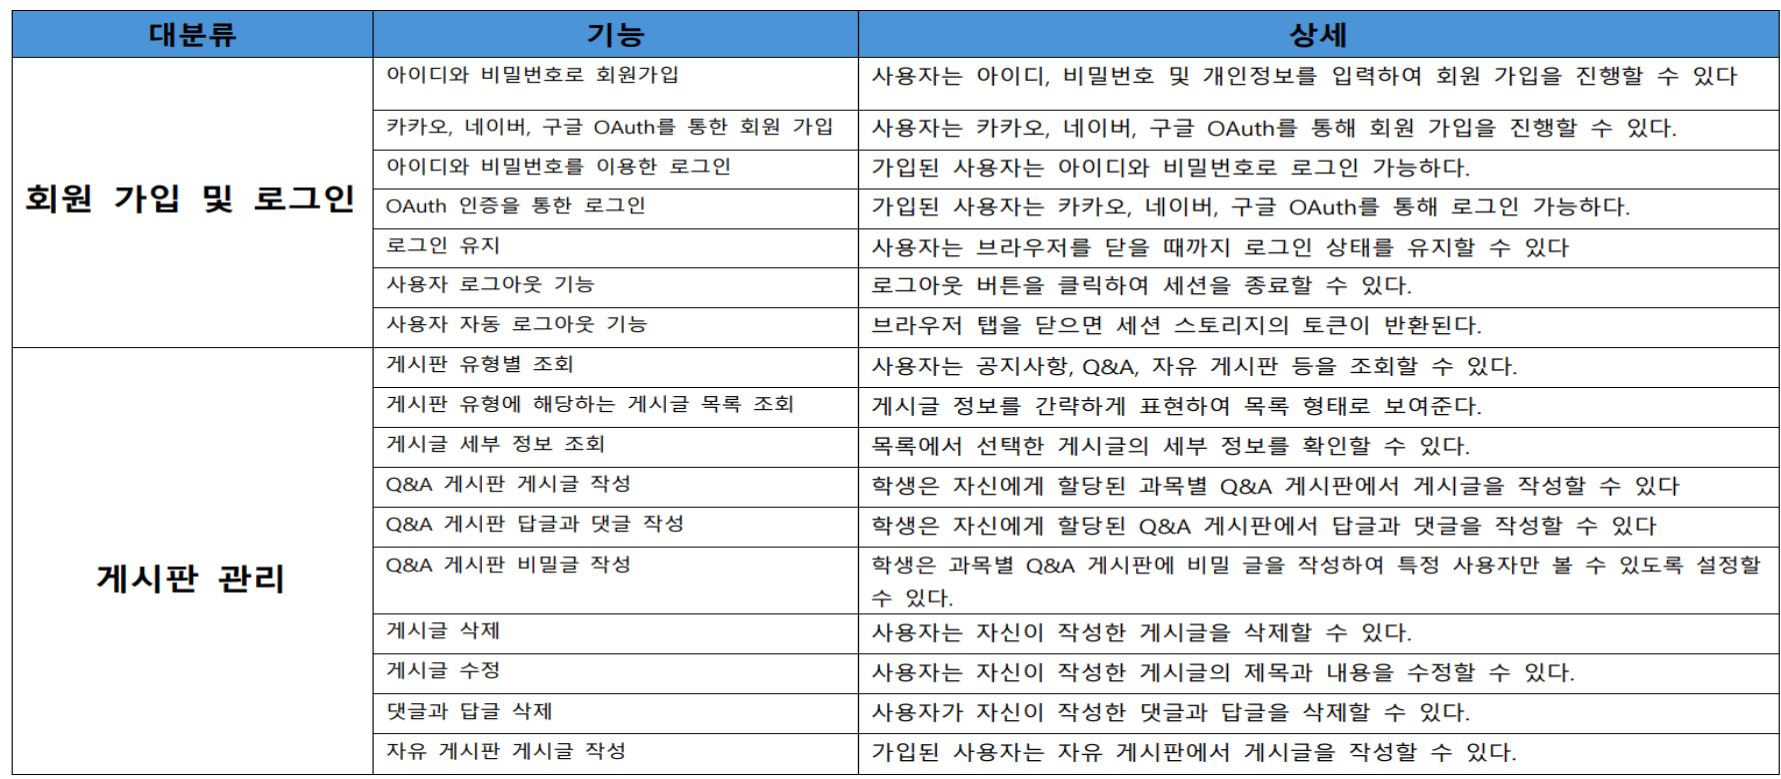 대분류 기능 상세
회원 가입 및 로그인
아이디와 비밀번호로 회원가입 사용자는 아이디, 비밀번호 및 개인정보를 입력하여 회원 가입을 진행할 수 있다
카카오, 네이버, 구글 OAuth를 통한 회원 가입 사용자는 카카오, 네이버, 구글 OAuth를 통해 회원 가입을 진행할 수 있다.
아이디와 비밀번호를 이용한 로그인 가입된 사용자는 아이디와 비밀번호로 로그인 가능하다.
OAuth 인증을 통한 로그인 가입된 사용자는 카카오, 네이버, 구글 OAuth를 통해 로그인 가능하다.
로그인 유지 사용자는 브라우저를 닫을 때까지 로그인 상태를 유지할 수 있다
사용자 로그아웃 기능 로그아웃 버튼을 클릭하여 세션을 종료할 수 있다.
사용자 자동 로그아웃 기능 브라우저 탭을 닫으면 세션 스토리지의 토큰이 반환된다.
게시판 관리
게시판 유형별 조회 사용자는 공지사항, Q&A, 자유 게시판 등을 조회할 수 있다.
게시판 유형에 해당하는 게시글 목록 조회 게시글 정보를 간략하게 표현하여 목록 형태로 보여준다.
게시글 세부 정보 조회 목록에서 선택한 게시글의 세부 정보를 확인할 수 있다.
Q&A 게시판 게시글 작성 학생은 자신에게 할당된 과목별 Q&A 게시판에서 게시글을 작성할 수 있다
Q&A 게시판 답글과 댓글 작성 학생은 자신에게 할당된 Q&A 게시판에서 답글과 댓글을 작성할 수 있다
Q&A 게시판 비밀글 작성 학생은 과목별 Q&A 게시판에 비밀 글을 작성하여 특정 사용자만 볼 수 있도록 설정할
수 있다.
게시글 삭제 사용자는 자신이 작성한 게시글을 삭제할 수 있다.
게시글 수정 사용자는 자신이 작성한 게시글의 제목과 내용을 수정할 수 있다.
댓글과 답글 삭제 사용자가 자신이 작성한 댓글과 답글을 삭제할 수 있다.
자유 게시판 게시글 작성 가입된 사용자는 자유 게시판에서 게시글을 작성할 수 있다.